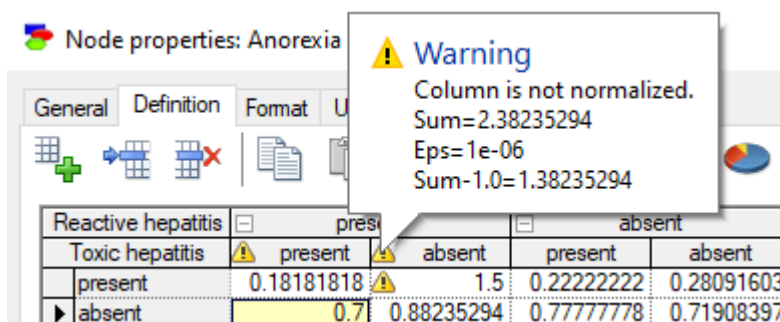 Node properties: Anorexia
Warning
Column is not normalized.
Sum=2.38235294
Eps=1e-06
Sum-1.0=1.38235294
General Definition Format U
Reactive hepatitis pres absent
Toxic hepatitis present absent present absent
present 0.18181818 1.5 0.22222222 0.28091603
absent 0.7 0.88235294 0.77777778 0.71908397